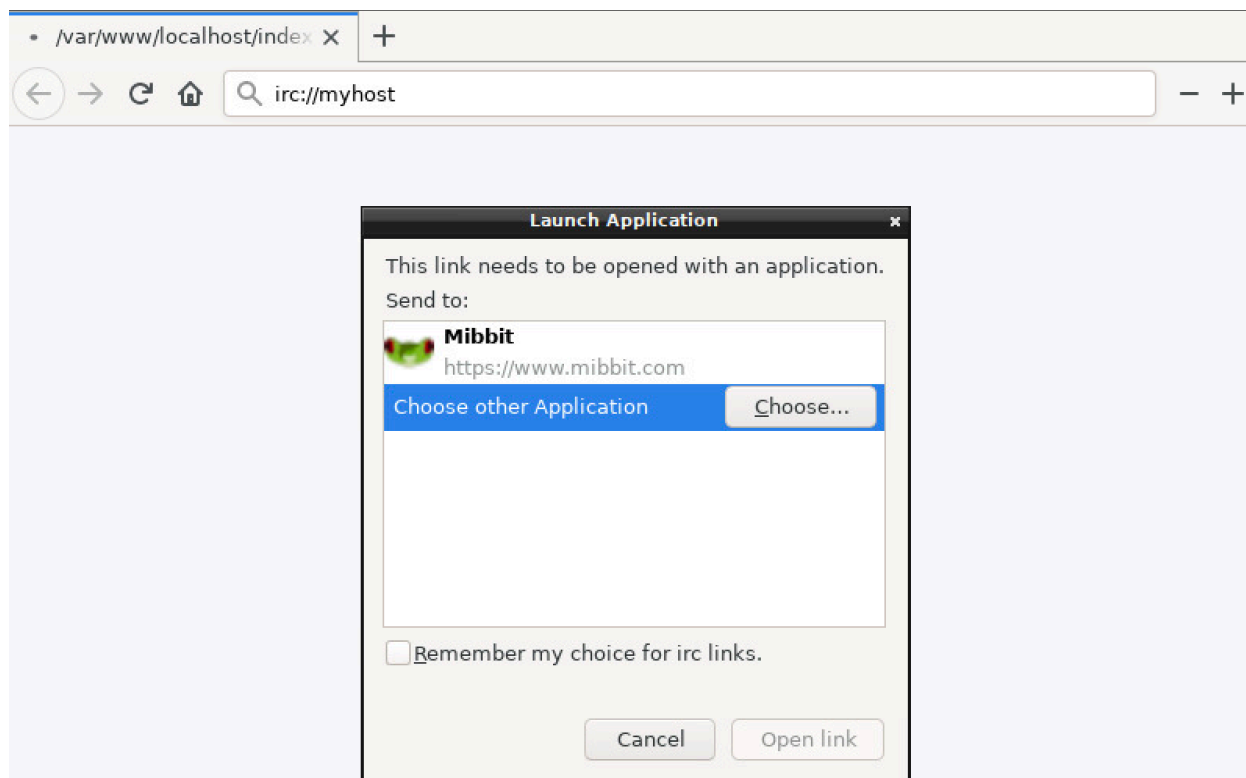 /var/www/localhost/index
irc://myhost
Launch Application
This link needs to be opened with an application.
Send to:
Mibbit
https://www.mibbit.com
Choose other Application Choose...
Remember my choice for irc links.
Cancel Open link